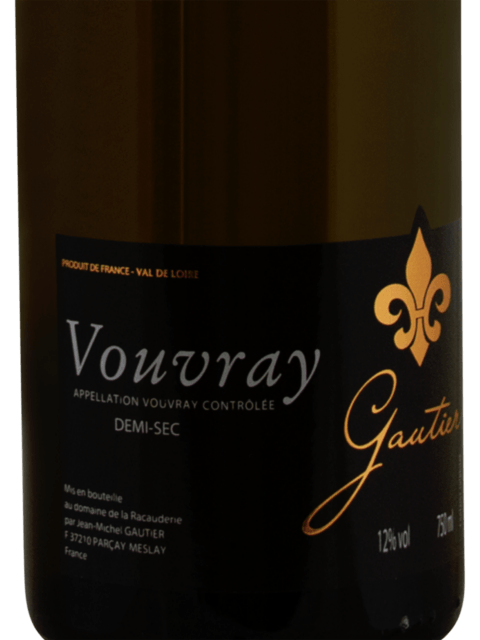 PRODUIT DE FRANCE - VAL DE LOIRE
Vouvray
APPELLATION VOUVRAY CONTRÔLÉE
DEMI-SEC
Gautier
Mis en bouteille
au domaine de la Racauderie
par Jean-Michel GAUTIER
F 37210 PARÇAY MESLAY
France
12% vol
750 ml